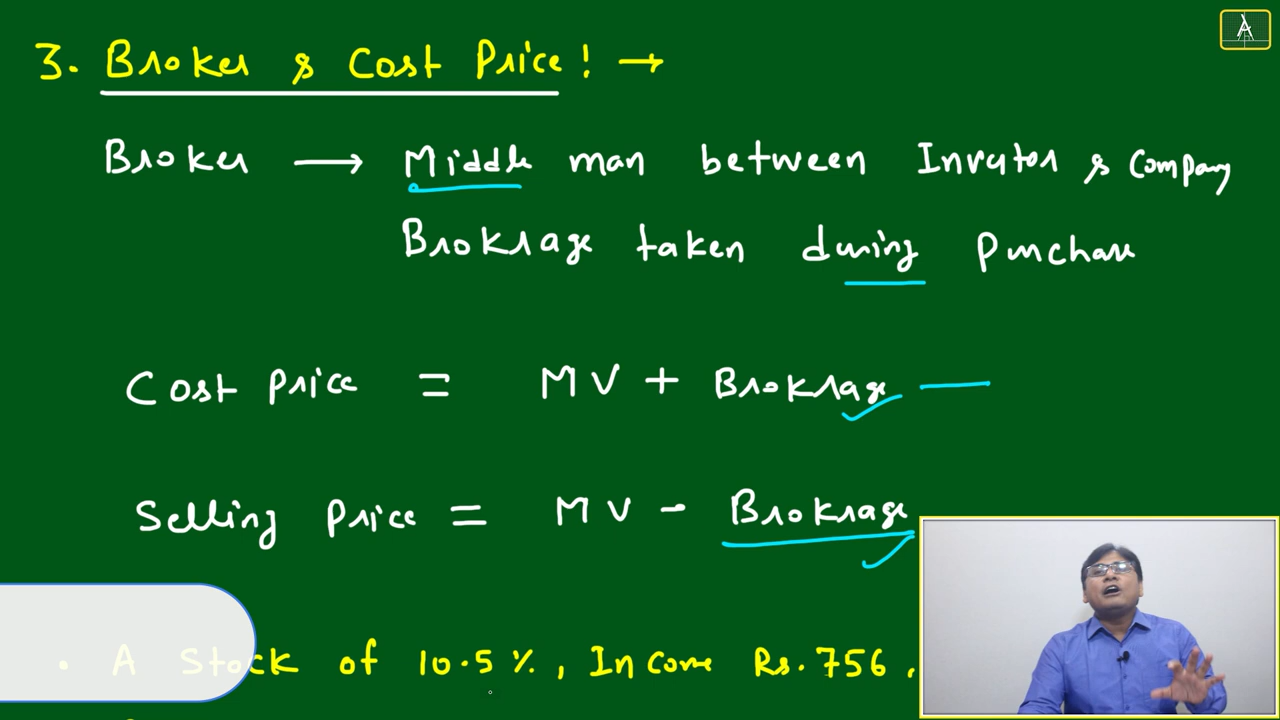 3. Broker & Cost Price! →
Broker → Middle man between Invester & Company
Brokrage taken during Purchase
Cost Price = MV + Brokrage
Selling Price = MV - Brokrage
• A Stock of 10.5%, Income Rs. 756,